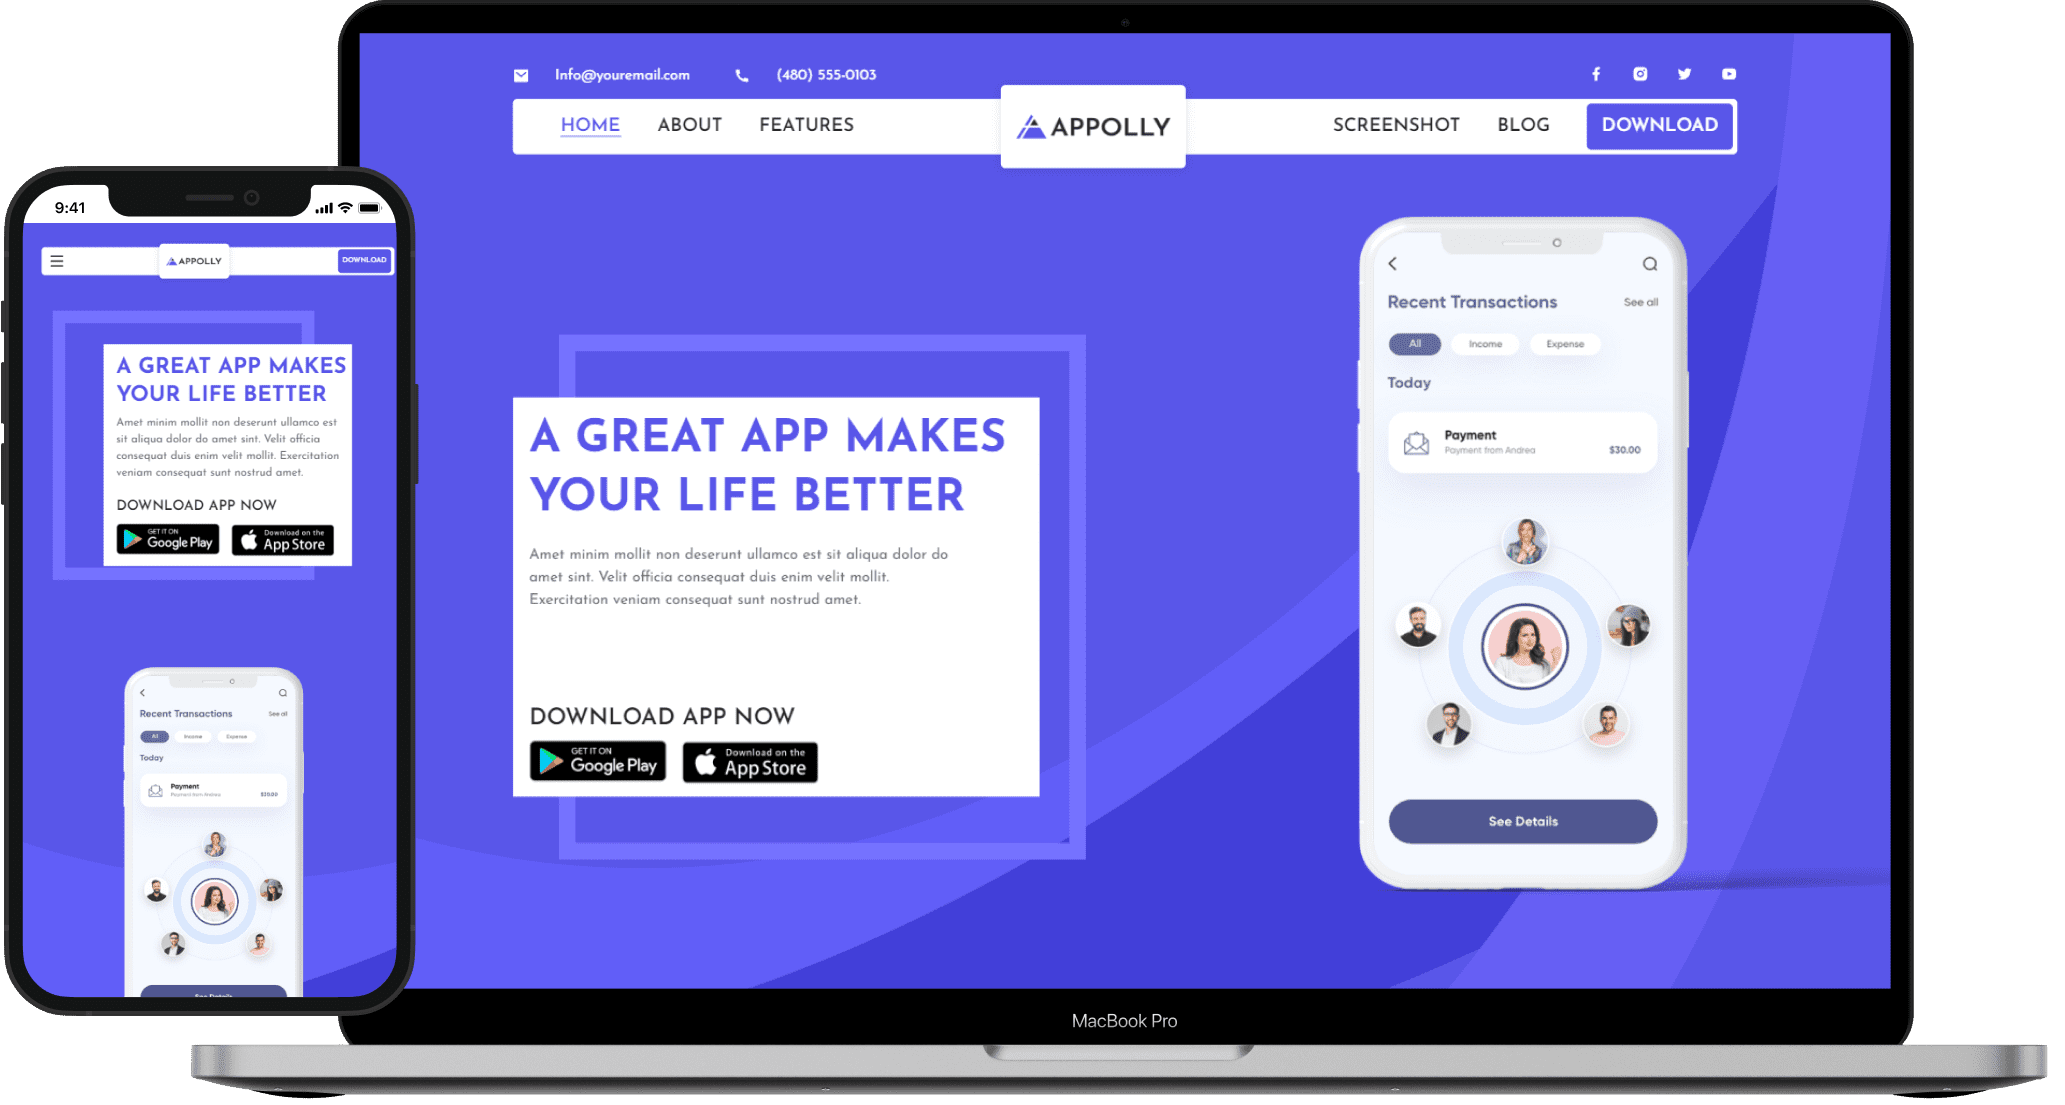 9:41
APPOLLY
DOWNLOAD
A GREAT APP MAKES
YOUR LIFE BETTER
Amet minim mollit non deserunt ullamco est
sit aliqua dolor do amet sint. Velit officia
consequat duis enim velit mollit. Exercitation
veniam consequat sunt nostrud amet.
DOWNLOAD APP NOW
GET IT ON
Google Play
Download on the
App Store
Recent Transactions
See all
All
Income
Expense
Today
Payment
Payment from Andrea
$30.00
See Details
Info@youremail.com
(480) 555-0103
HOME
ABOUT
FEATURES
APPOLLY
SCREENSHOT
BLOG
DOWNLOAD
A GREAT APP MAKES
YOUR LIFE BETTER
Amet minim mollit non deserunt ullamco est sit aliqua dolor do
amet sint. Velit officia consequat duis enim velit mollit.
Exercitation veniam consequat sunt nostrud amet.
DOWNLOAD APP NOW
GET IT ON
Google Play
Download on the
App Store
Recent Transactions
See all
All
Income
Expense
Today
Payment
Payment from Andrea
$30.00
See Details
MacBook Pro